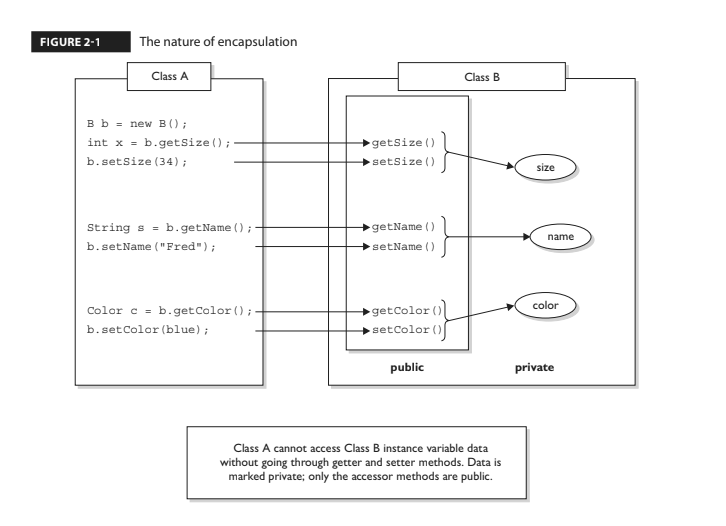 FIGURE 2-1 The nature of encapsulation
Class A
Class B
B b = new B();
int x = b.getSize();
b.setSize(34);
String s = b.getName();
b.setName("Fred");
Color c = b.getColor();
b.setColor(blue);
getSize()
setSize()
getName()
setName()
getColor()
setColor()
size
name
color
public
private
Class A cannot access Class B instance variable data
without going through getter and setter methods. Data is
marked private; only the accessor methods are public.